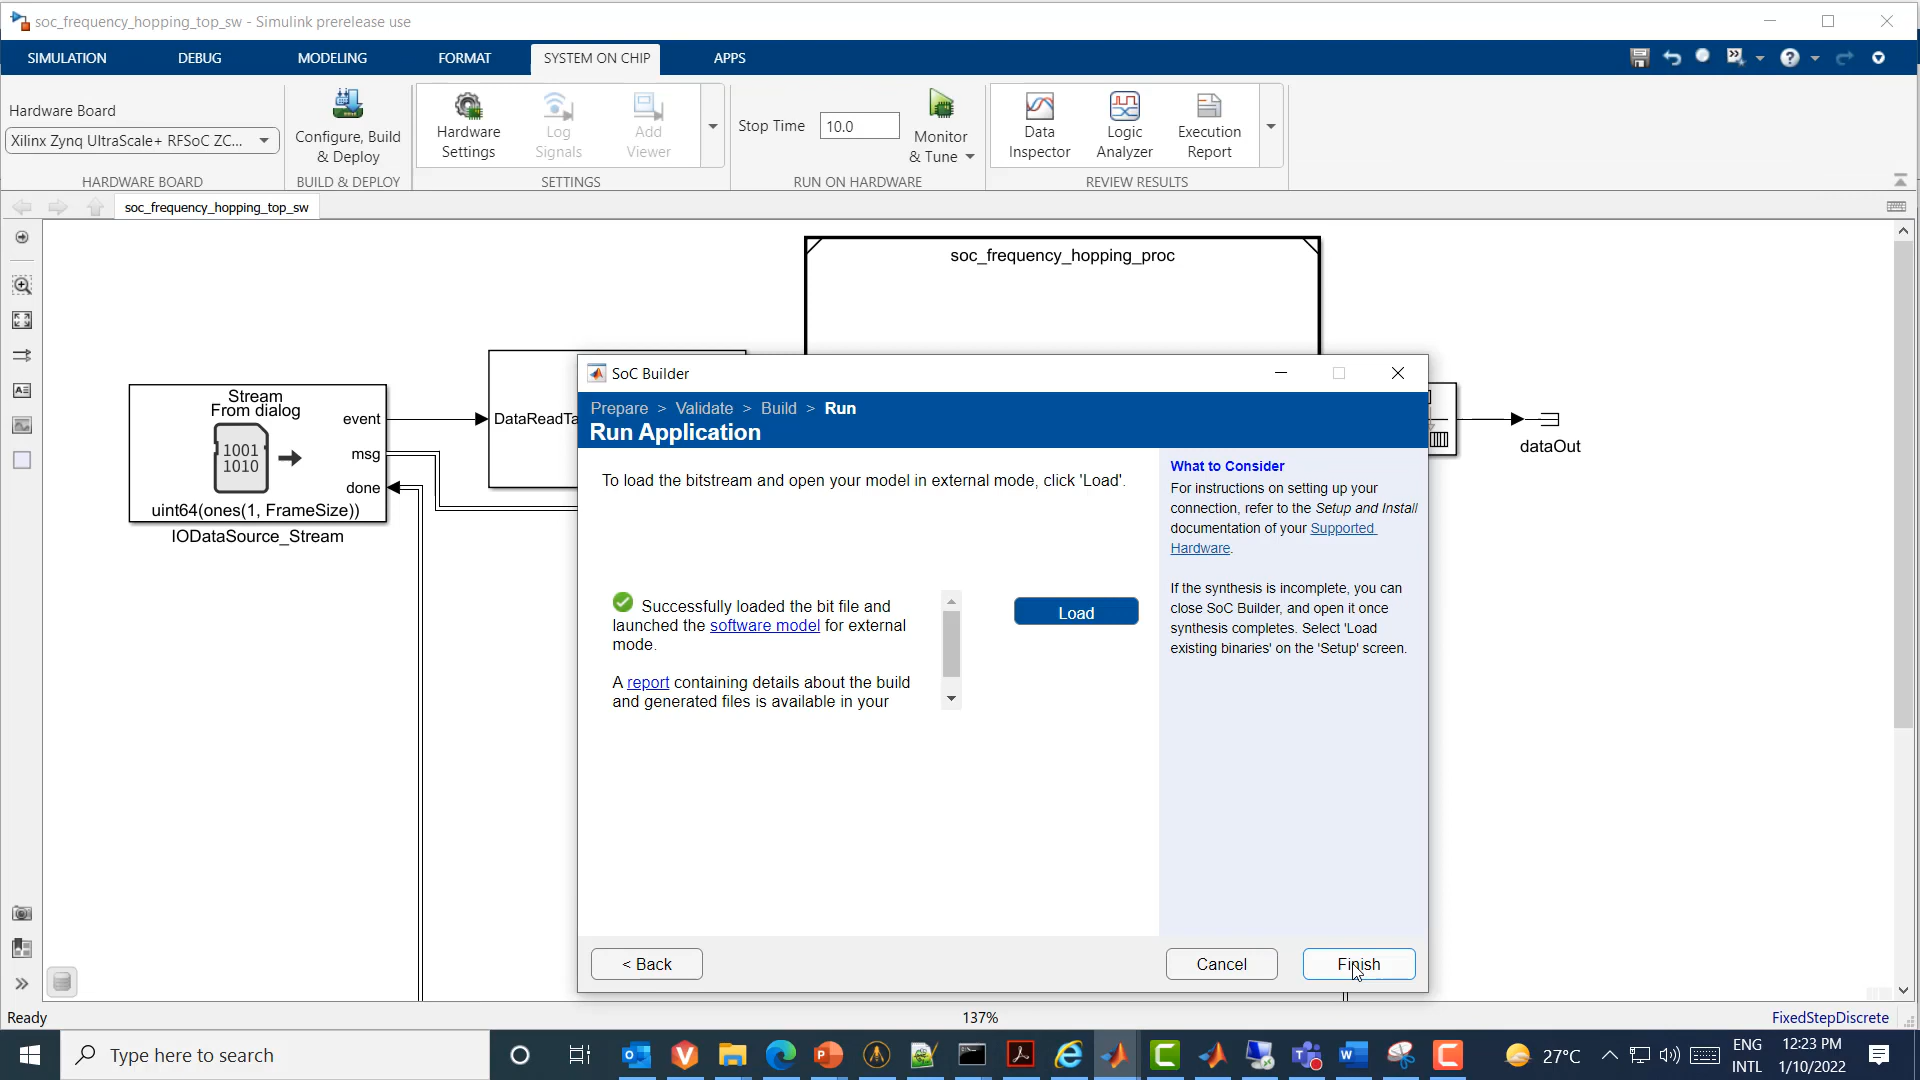 soc_frequency_hopping_top_sw - Simulink prerelease use
SIMULATION
DEBUG
MODELING
FORMAT
SYSTEM ON CHIP
APPS
Hardware Board
Xilinx Zynq UltraScale+ RFSoC ZC...
HARDWARE BOARD
Configure, Build
& Deploy
BUILD & DEPLOY
Hardware
Settings
Log
Signals
Add
Viewer
SETTINGS
Stop Time
10.0
Monitor
& Tune
RUN ON HARDWARE
Data
Inspector
Logic
Analyzer
Execution
Report
REVIEW RESULTS
soc_frequency_hopping_top_sw
soc_frequency_hopping_proc
Stream
From dialog
1001
1010
event
msg
done
uint64(ones(1, FrameSize))
IODataSource_Stream
DataReadTa
dataOut
SoC Builder
Prepare > Validate > Build > Run
Run Application
To load the bitstream and open your model in external mode, click 'Load'.
Successfully loaded the bit file and
launched the software model for external
mode.
A report containing details about the build
and generated files is available in your
Load
What to Consider
For instructions on setting up your
connection, refer to the Setup and Install
documentation of your Supported
Hardware.
If the synthesis is incomplete, you can
close SoC Builder, and open it once
synthesis completes. Select 'Load
existing binaries' on the 'Setup' screen.
< Back
Cancel
Finish
Ready
137%
FixedStepDiscrete
Type here to search
27°C
ENG
INTL
12:23 PM
1/10/2022